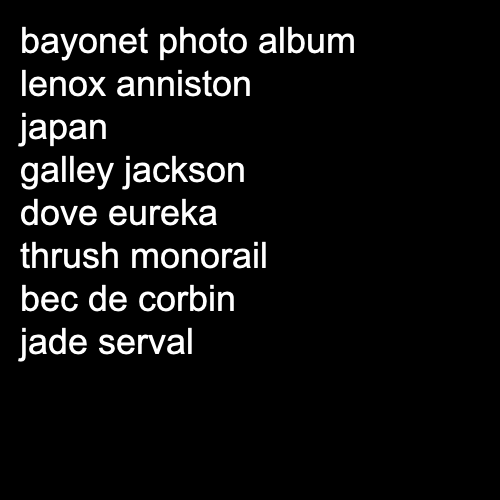 bayonet photo album
lenox anniston
japan
galley jackson
dove eureka
thrush monorail
bec de corbin
jade serval